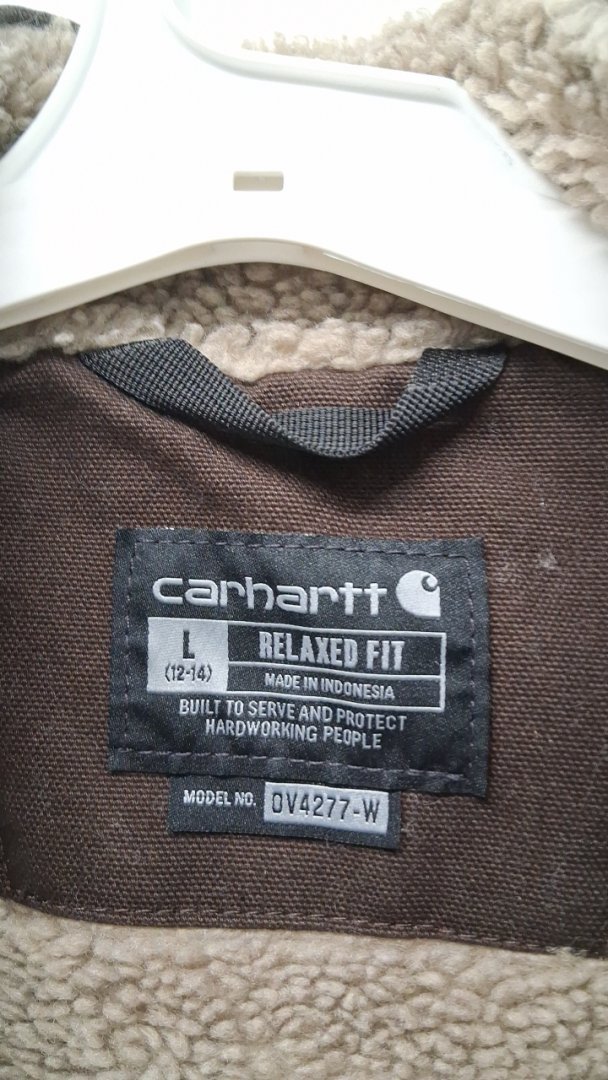 carhartt
L
(12-14)
RELAXED FIT
MADE IN INDONESIA
BUILT TO SERVE AND PROTECT
HARDWORKING PEOPLE
MODEL NO. OV4277-W